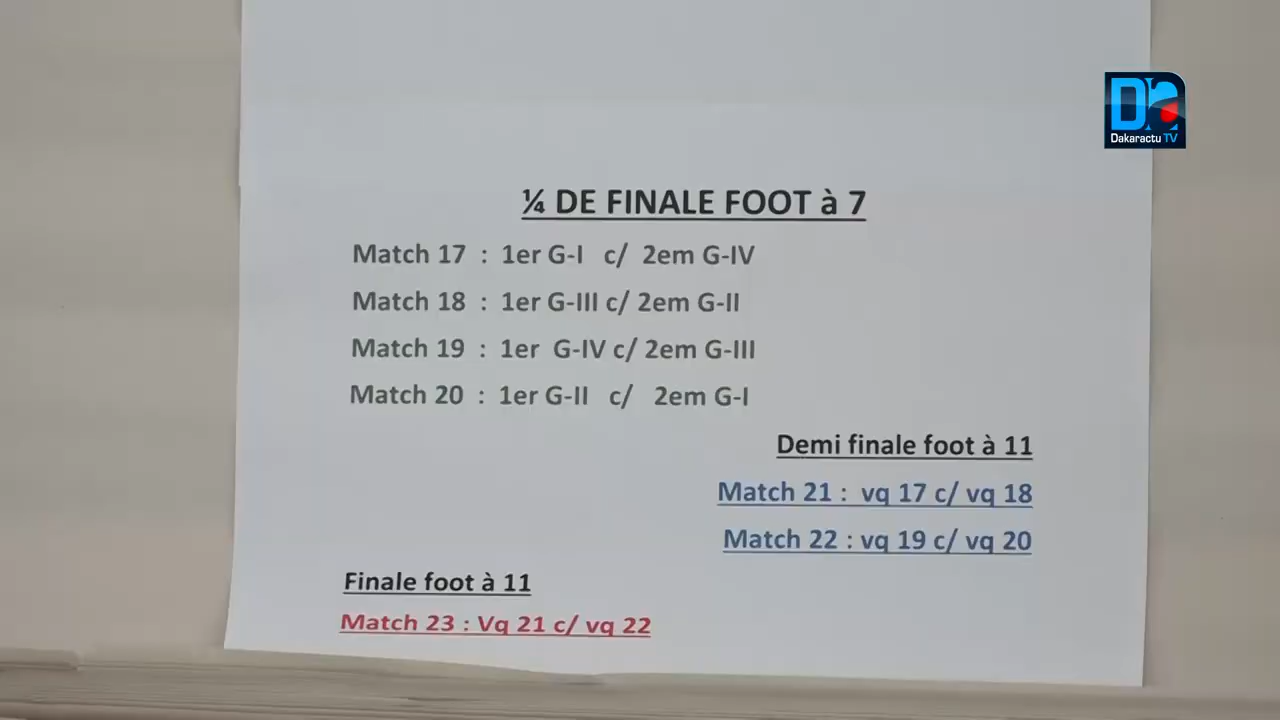 Dakaractu TV
¼ DE FINALE FOOT à 7
Match 17 : 1er G-I c/ 2em G-IV
Match 18 : 1er G-III c/ 2em G-II
Match 19 : 1er G-IV c/ 2em G-III
Match 20 : 1er G-II c/ 2em G-I
Demi finale foot à 11
Match 21 : vq 17 c/ vq 18
Match 22 : vq 19 c/ vq 20
Finale foot à 11
Match 23 : Vq 21 c/ vq 22